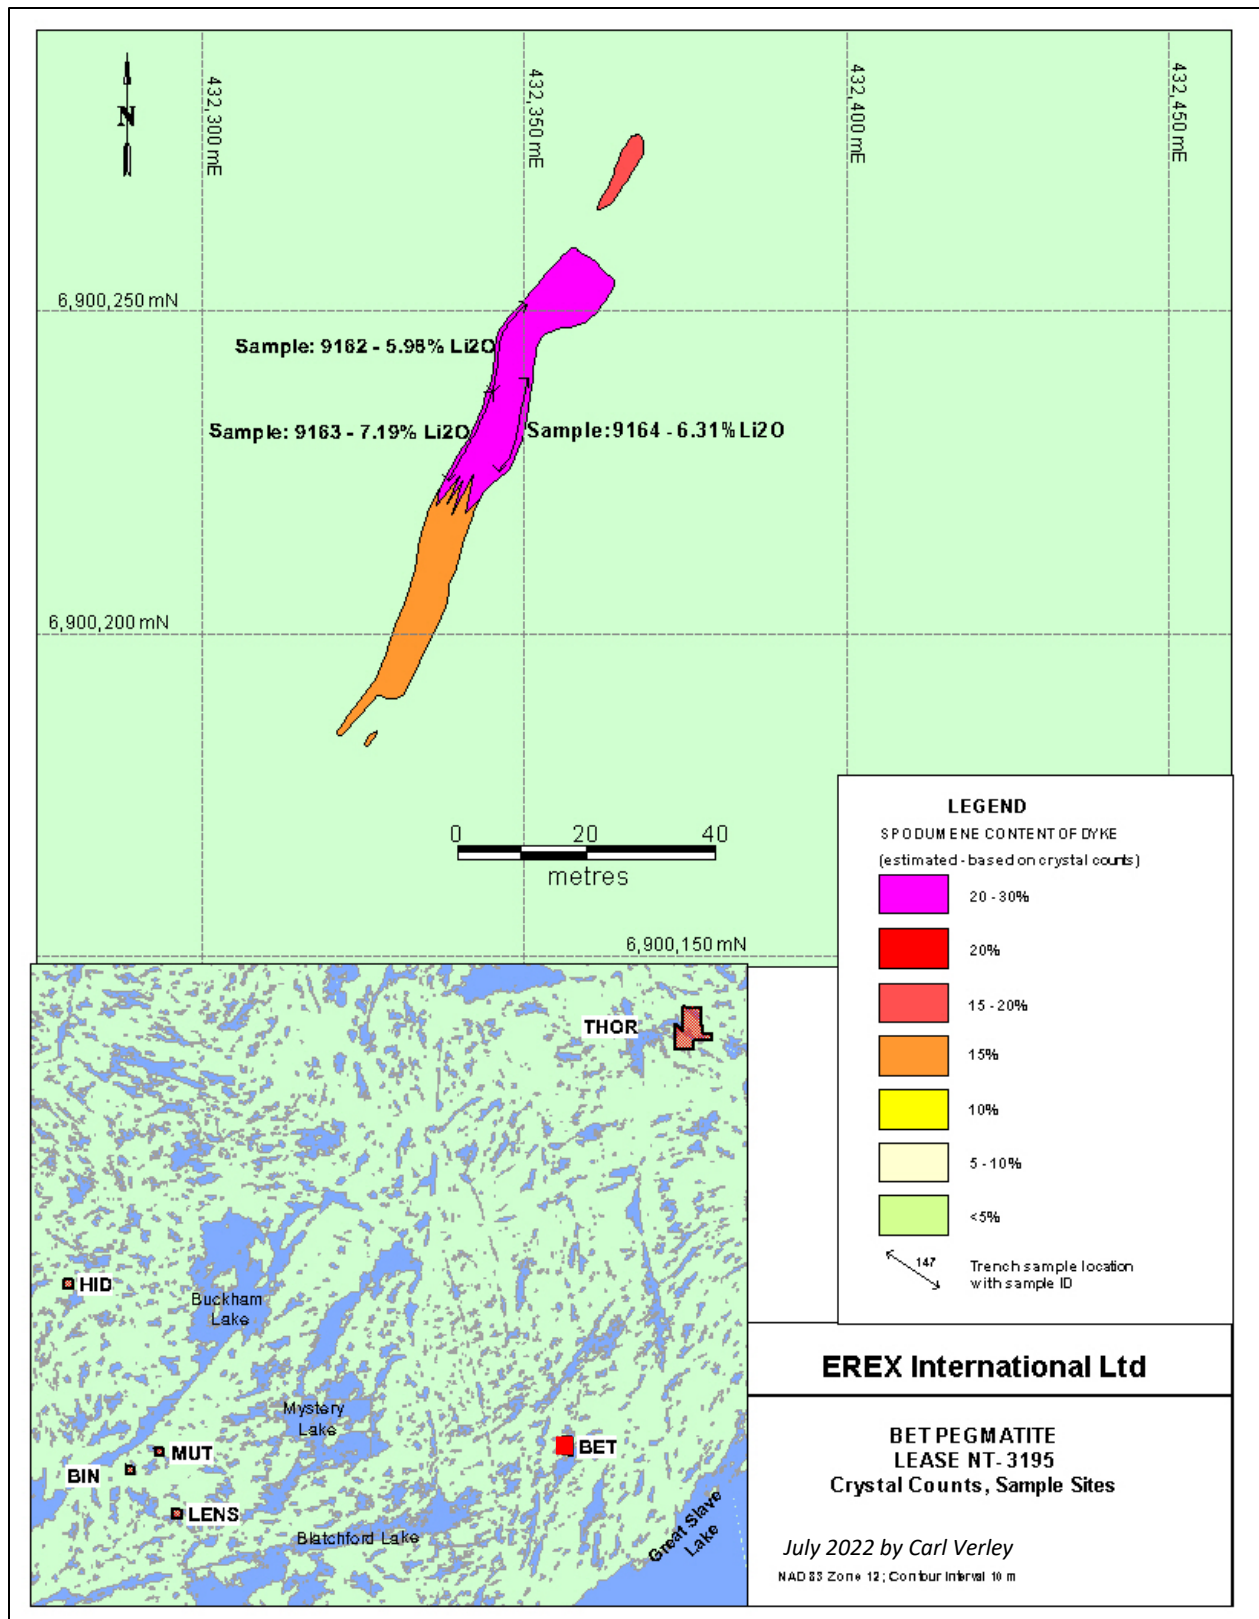 N
432,300 mE
432,350 mE
432,400 mE
432,450 mE
6,900,250 mN
Sample: 9162 - 5.98% Li2O
Sample: 9163 - 7.19% Li2O
Sample: 9164 - 6.31% Li2O
6,900,200 mN
0 20 40
metres
6,900,150 mN
LEGEND
SPODUMENE CONTENT OF DYKE
(estimated - based on crystal counts)
20 - 30%
20%
15 - 20%
15%
10%
5 - 10%
<5%
147
Trench sample location
with sample ID
THOR
HID
Buckham
Lake
Mystery
Lake
MUT
BIN
BET
LENS
Blatchford Lake
Great Slave
Lake
EREX International Ltd
BET PEGMATITE
LEASE NT- 3195
Crystal Counts, Sample Sites
July 2022 by Carl Verley
NAD 83 Zone 12; Contour Interval 10 m